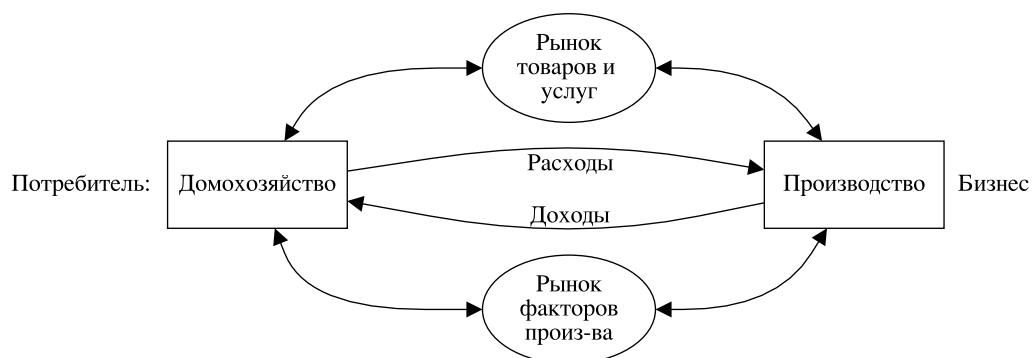 Рынок
товаров и
услуг
Расходы
Потребитель:
Домохозяйство
Производство
Бизнес
Доходы
Рынок
факторов
произ-ва